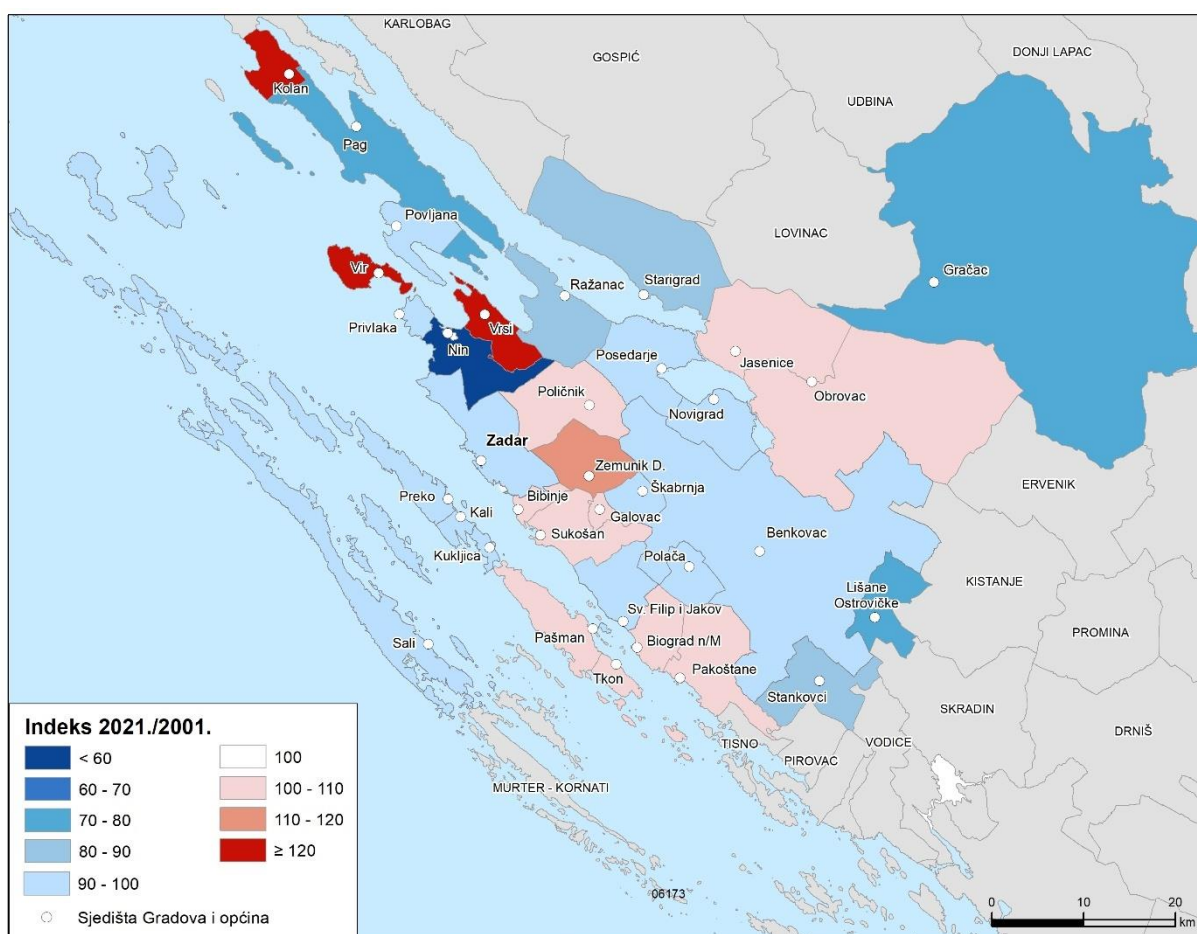 KARLOBAG
GOSPIĆ
DONJI LAPAC
UDBINA
Kolan
Pag
Povljana
LOVINAC
Vir
Ražanac
Starigrad
Gračac
Privlaka
Vrsi
Nin
Posedarje
Jasenice
Poličnik
Novigrad
Obrovac
Zadar
Zemunik D.
Škabrnja
ERVENIK
Preko
Bibinje
Galovac
Kali
Sukošan
Benkovac
Kukljica
Polača
KISTANJE
Lišane
Ostrovičke
Sv. Filip i Jakov
PROMINA
Pašman
Biograd n/M
Sali
Tkon
Pakoštane
Stankovci
SKRADIN
DRNIŠ
TISNO
VODICE
PIROVAC
MURTER - KORNATI
06173
Indeks 2021./2001.
< 60
60 - 70
70 - 80
80 - 90
90 - 100
100
100 - 110
110 - 120
≥ 120
Sjedišta Gradova i općina
0 10 20
km